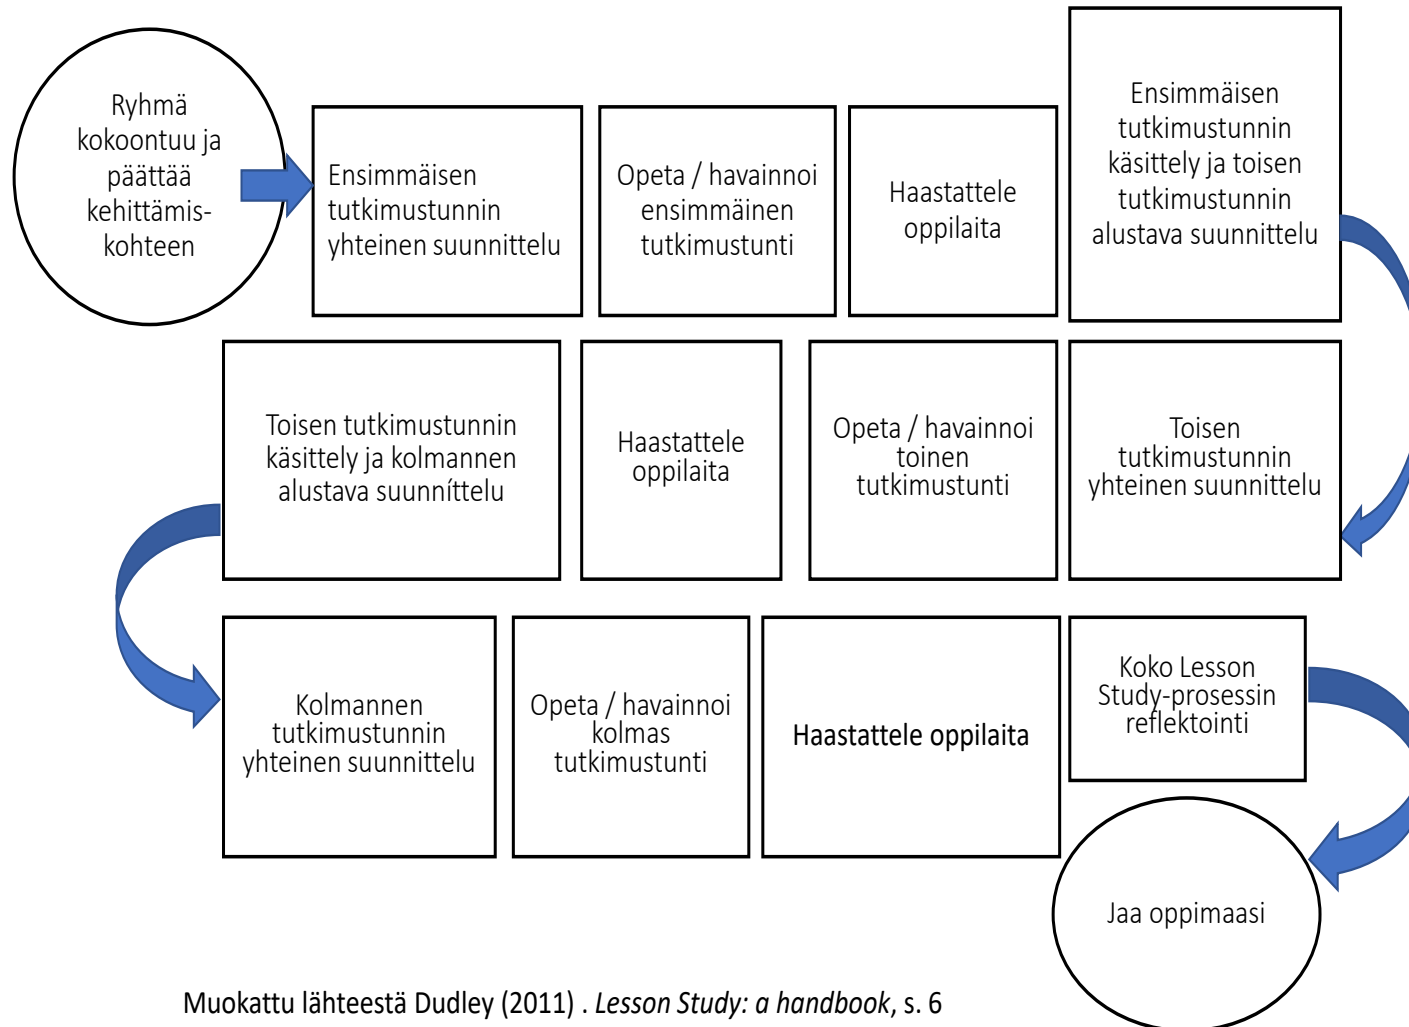 Ryhmä
kokoontuu ja
päättää
kehittämis-
kohteen
Ensimmäisen
tutkimustunnin
yhteinen suunnittelu
Opeta / havainnoi
ensimmäinen
tutkimustunti
Haastattele
oppilaita
Ensimmäisen
tutkimustunnin
käsittely ja toisen
tutkimustunnin
alustava suunnittelu
Toisen
tutkimustunnin
yhteinen suunnittelu
Opeta / havainnoi
toinen
tutkimustunti
Haastattele
oppilaita
Toisen tutkimustunnin
käsittely ja kolmannen
alustava suunníttelu
Kolmannen
tutkimustunnin
yhteinen suunnittelu
Opeta / havainnoi
kolmas
tutkimustunti
Haastattele oppilaita
Koko Lesson
Study-prosessin
reflektointi
Jaa oppimaasi
Muokattu lähteestä Dudley (2011) . Lesson Study: a handbook, s. 6